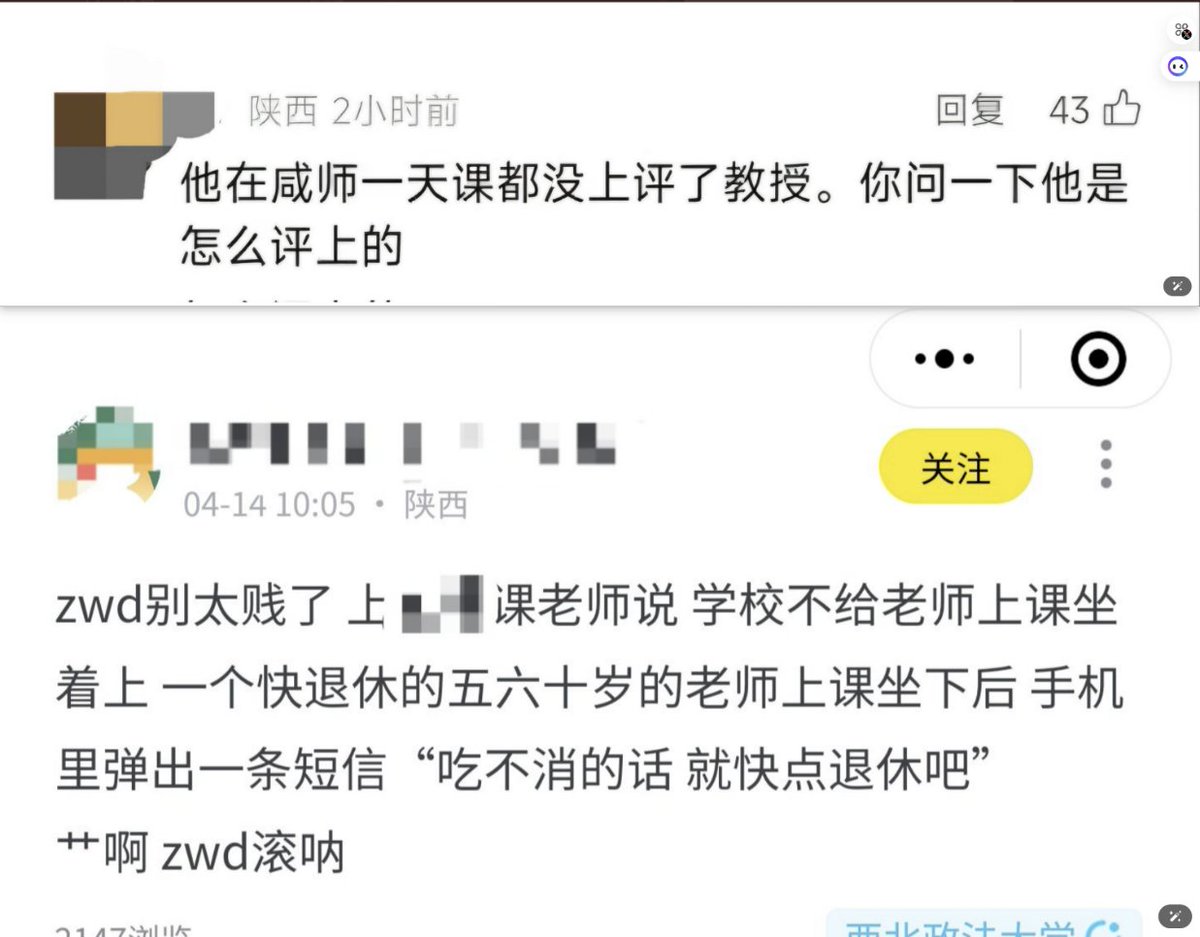 陕西 2小时前
回复 43
他在咸师一天课都没上评了教授。你问一下他是
怎么评上的
04-14 10:05 · 陕西
关注
zwd别太贱了 上
课老师说 学校不给老师上课坐
着上 一个快退休的五六十岁的老师上课坐下后 手机
里弹出一条短信“吃不消的话 就快点退休吧”
艹啊 zwd滚呐
2147浏览
西北政法大学